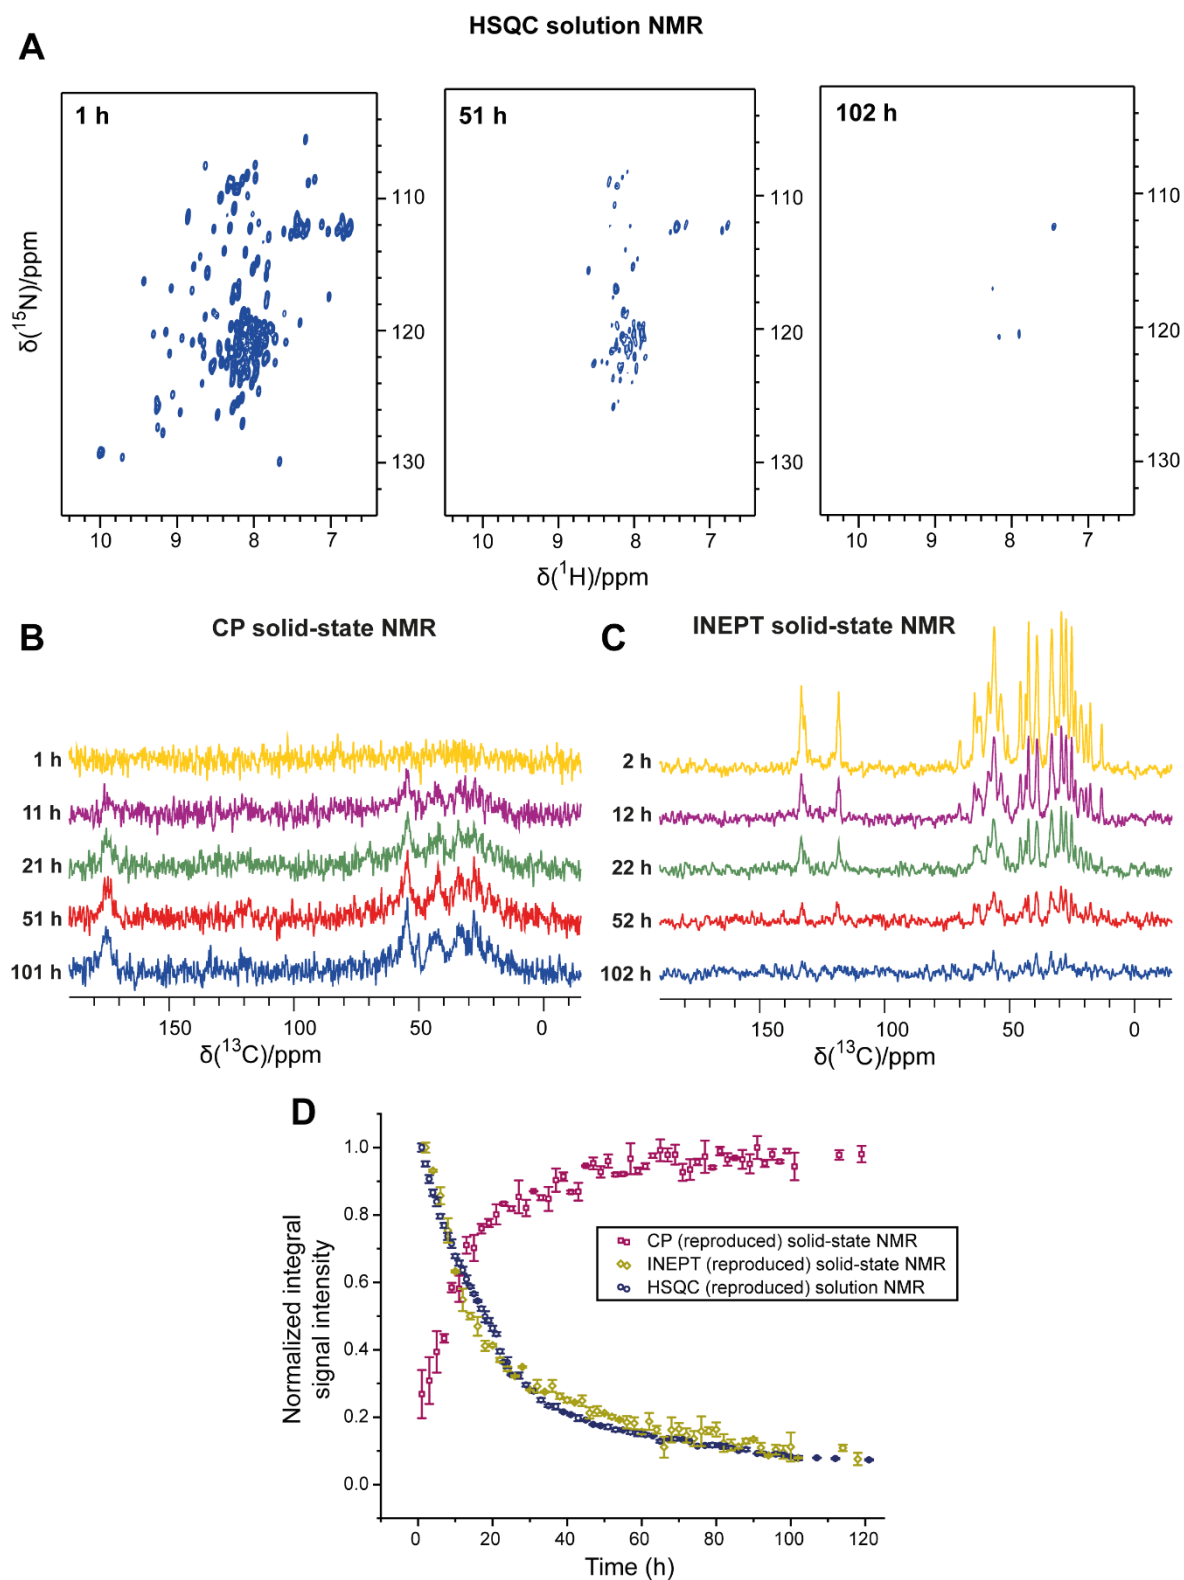 HSQC solution NMR
A
1 h
51 h
102 h
δ(¹⁵N)/ppm
110
120
130
110
120
130
110
120
130
10 9 8 7
10 9 8 7
10 9 8 7
δ(¹H)/ppm
B
CP solid-state NMR
1 h
11 h
21 h
51 h
101 h
150 100 50 0
δ(¹³C)/ppm
C
INEPT solid-state NMR
2 h
12 h
22 h
52 h
102 h
150 100 50 0
δ(¹³C)/ppm
D
Normalized integral
signal intensity
1.0
0.8
0.6
0.4
0.2
0.0
CP (reproduced) solid-state NMR
INEPT (reproduced) solid-state NMR
HSQC (reproduced) solution NMR
0 20 40 60 80 100 120
Time (h)